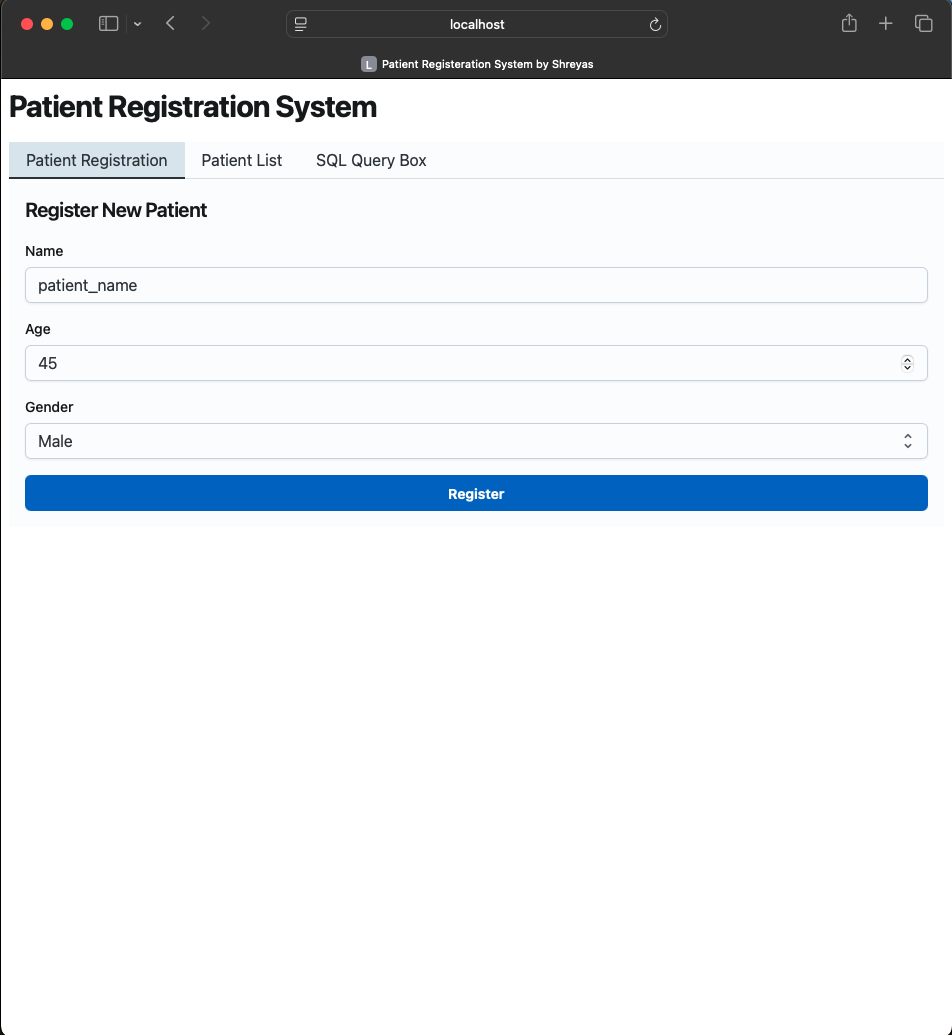 localhost
L Patient Registeration System by Shreyas
Patient Registration System
Patient Registration Patient List SQL Query Box
Register New Patient
Name
patient_name
Age
45
Gender
Male
Register